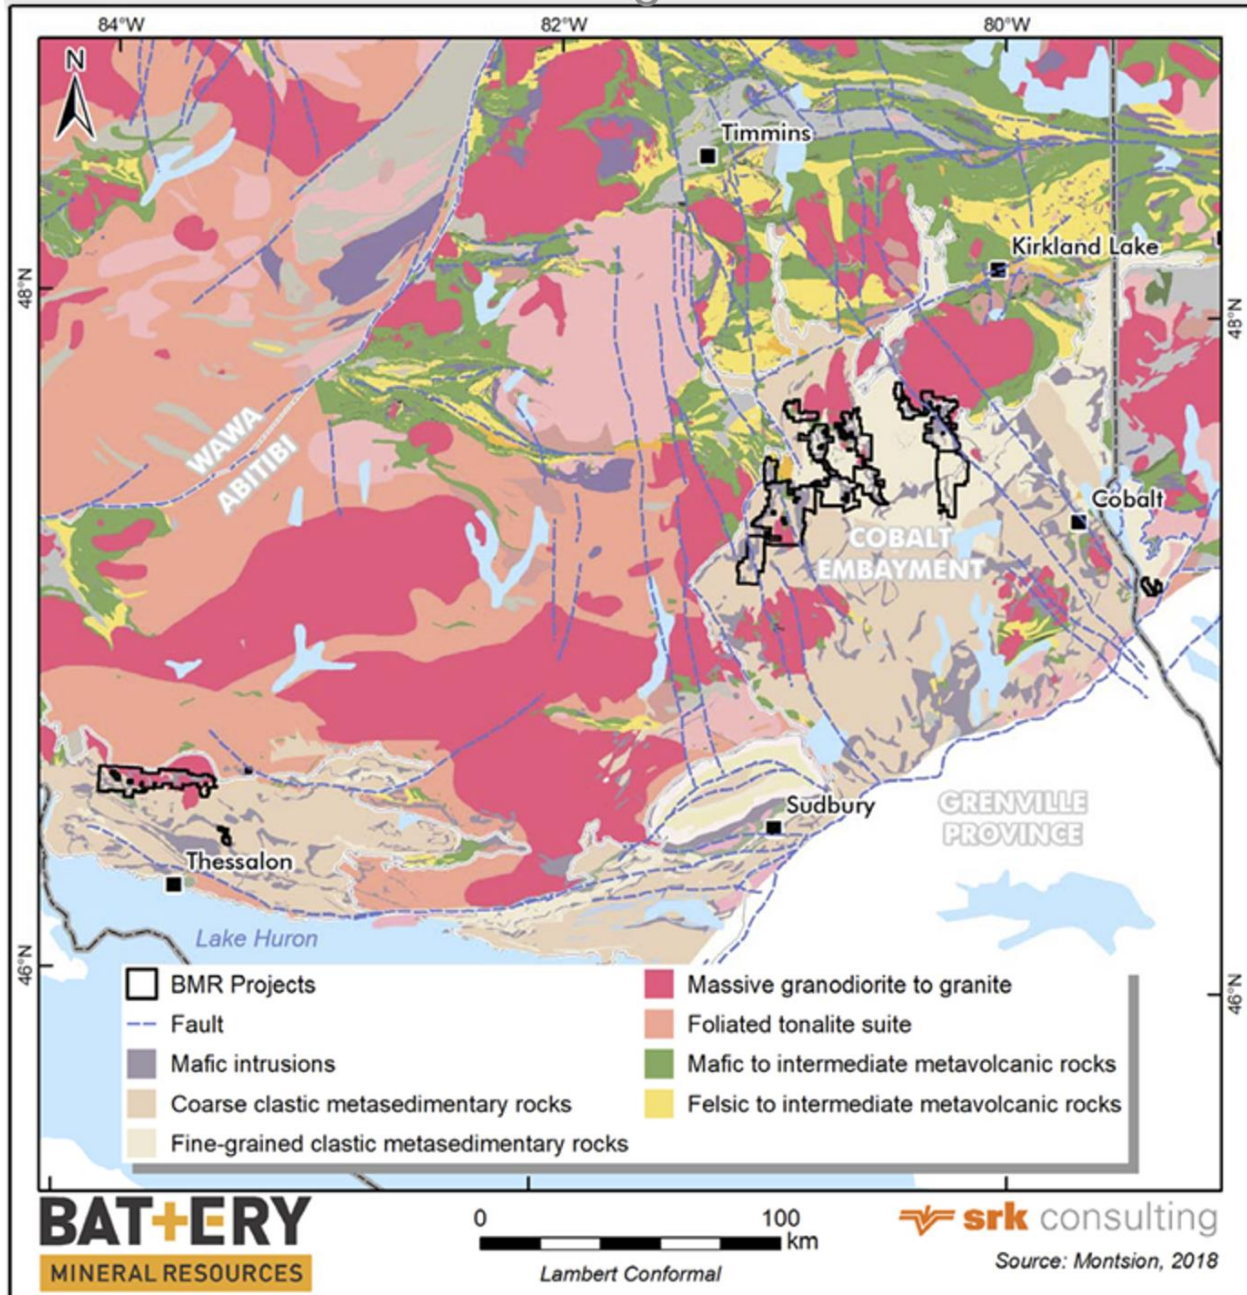 84°W
82°W
80°W
N
Timmins
Kirkland Lake
48°N
48°N
WAWA
ABITIBI
Cobalt
COBALT
EMBAYMENT
Sudbury
GRENVILLE
PROVINCE
Thessalon
Lake Huron
46°N
46°N
BMR Projects
Fault
Mafic intrusions
Coarse clastic metasedimentary rocks
Fine-grained clastic metasedimentary rocks
Massive granodiorite to granite
Foliated tonalite suite
Mafic to intermediate metavolcanic rocks
Felsic to intermediate metavolcanic rocks
BATTERY
MINERAL RESOURCES
0 100
km
Lambert Conformal
srk consulting
Source: Montsion, 2018